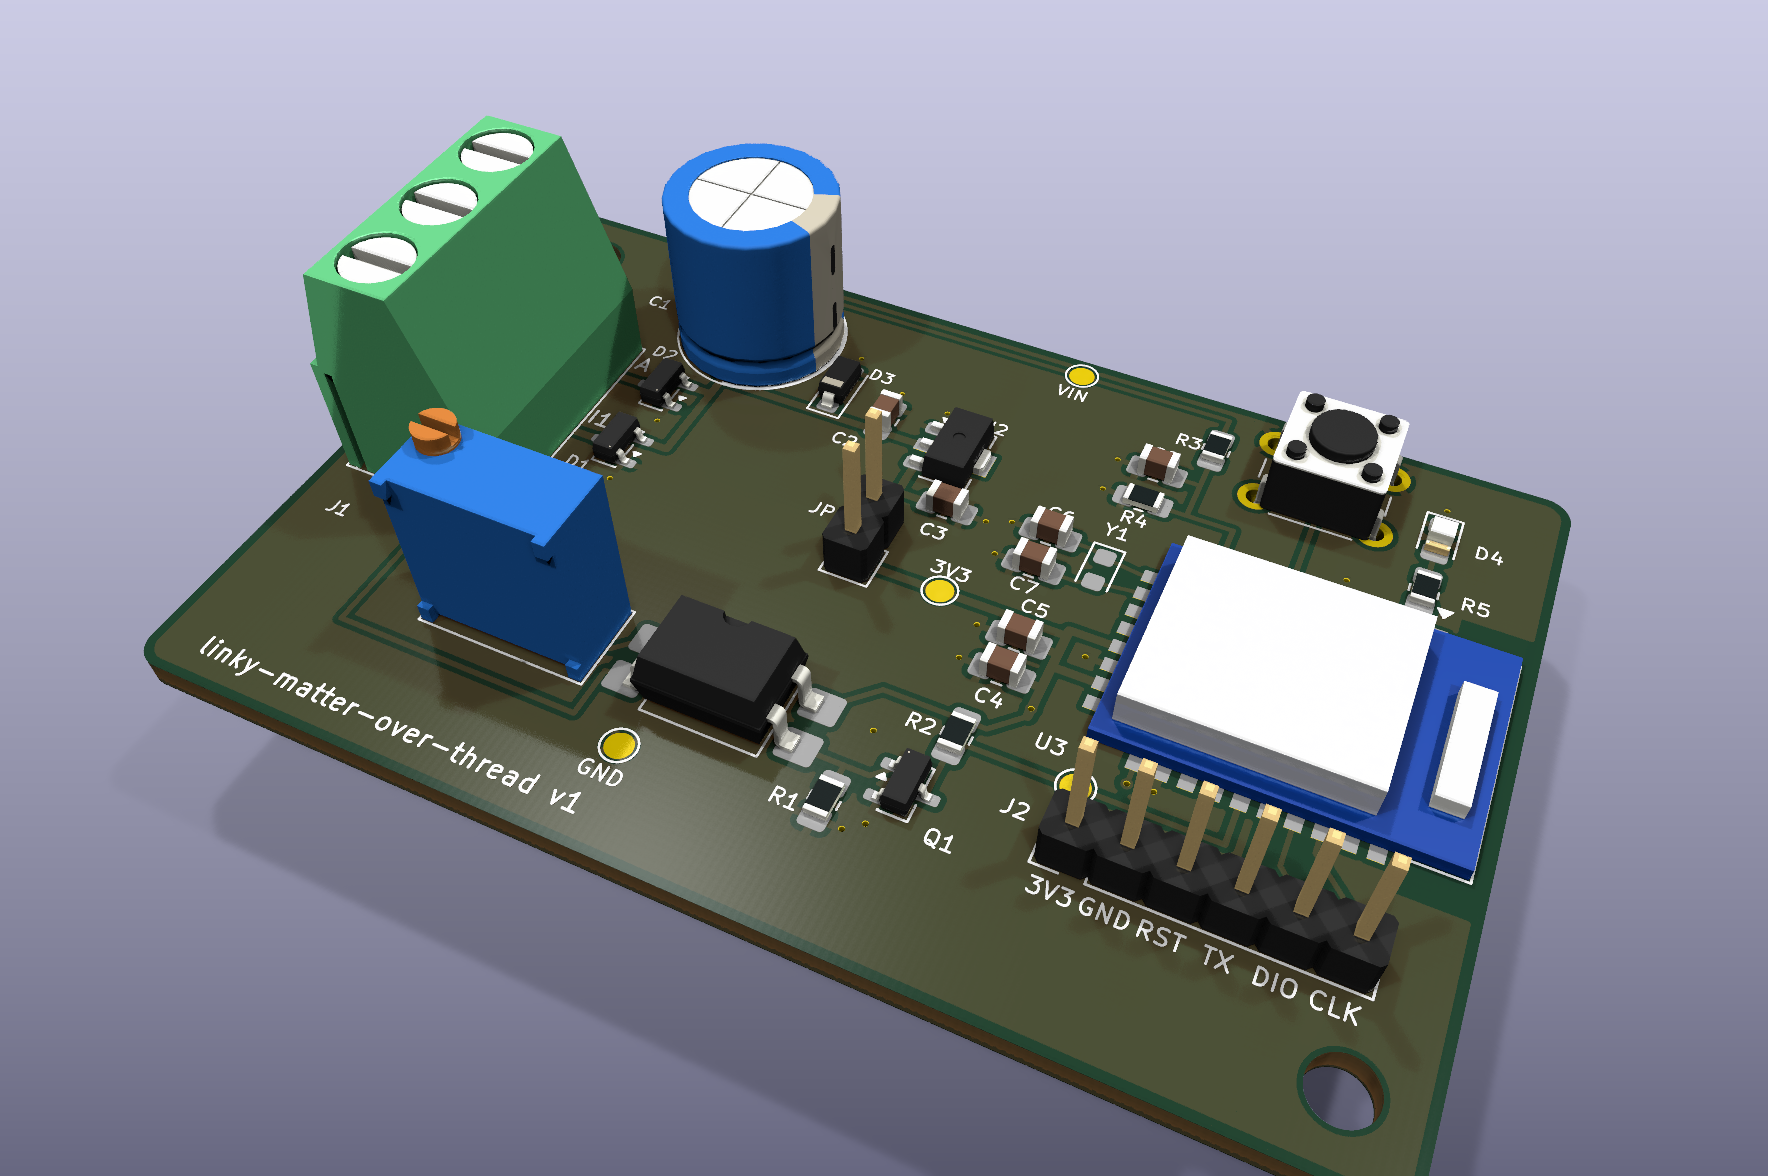 C1
D2
A
D3
VIN
I1
C2
R3
D1
J1
JP
C3
R4
Y1
D4
3V3
C7
C5
R5
C4
R2
U3
linky-matter-over-thread v1
GND
R1
Q1
J2
3V3 GND RST TX DIO CLK